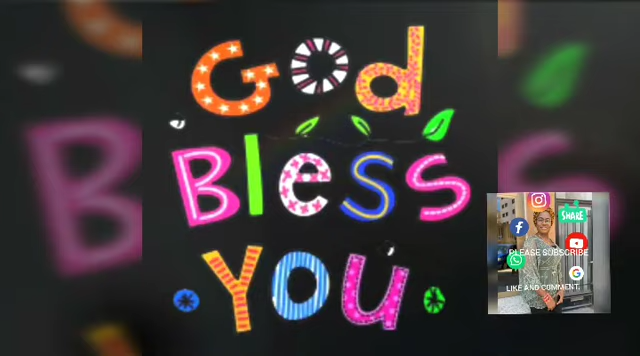 God
Bless
You
SHARE
PLEASE SUBSCRIBE
LIKE AND COMMENT.